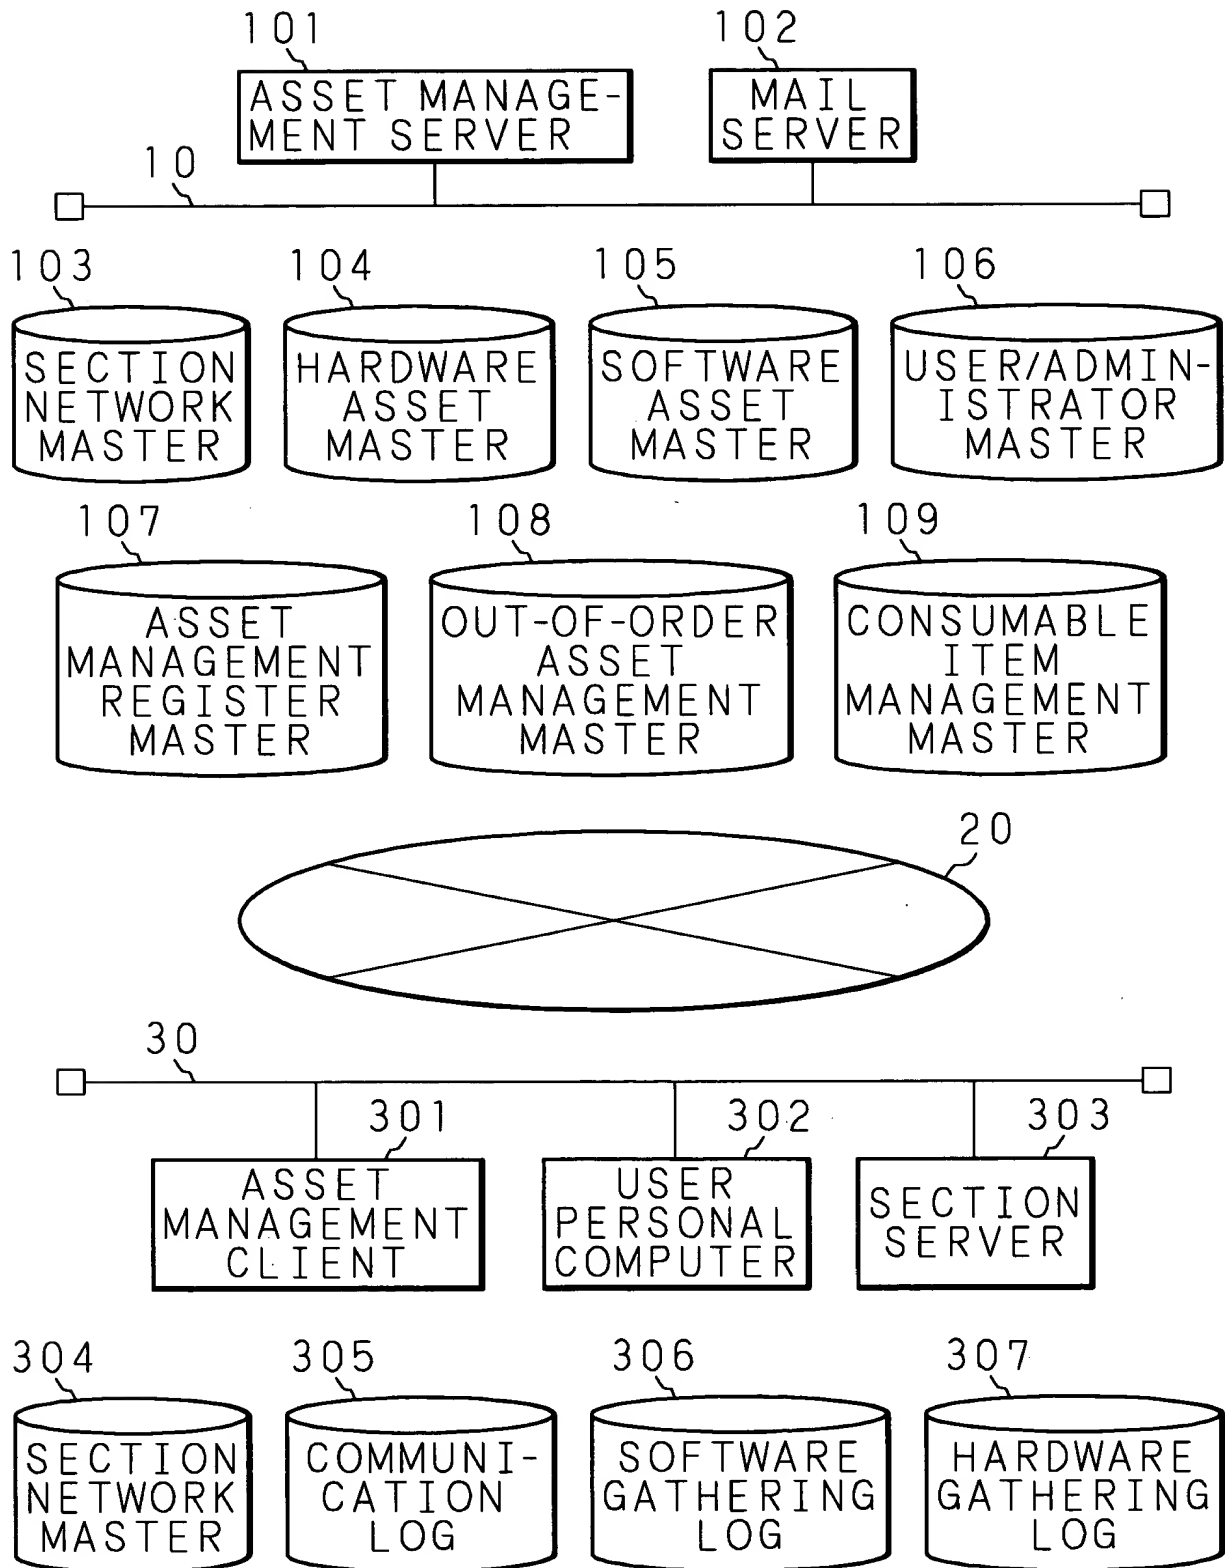 101
102
ASSET MANAGE-
MENT SERVER
MAIL
SERVER
10
103
104
105
106
SECTION
NETWORK
MASTER
HARDWARE
ASSET
MASTER
SOFTWARE
ASSET
MASTER
USER/ADMIN-
ISTRATOR
MASTER
107
108
109
ASSET
MANAGEMENT
REGISTER
MASTER
OUT-OF-ORDER
ASSET
MANAGEMENT
MASTER
CONSUMABLE
ITEM
MANAGEMENT
MASTER
20
30
301
302
303
ASSET
MANAGEMENT
CLIENT
USER
PERSONAL
COMPUTER
SECTION
SERVER
304
305
306
307
SECTION
NETWORK
MASTER
COMMUNI-
CATION
LOG
SOFTWARE
GATHERING
LOG
HARDWARE
GATHERING
LOG